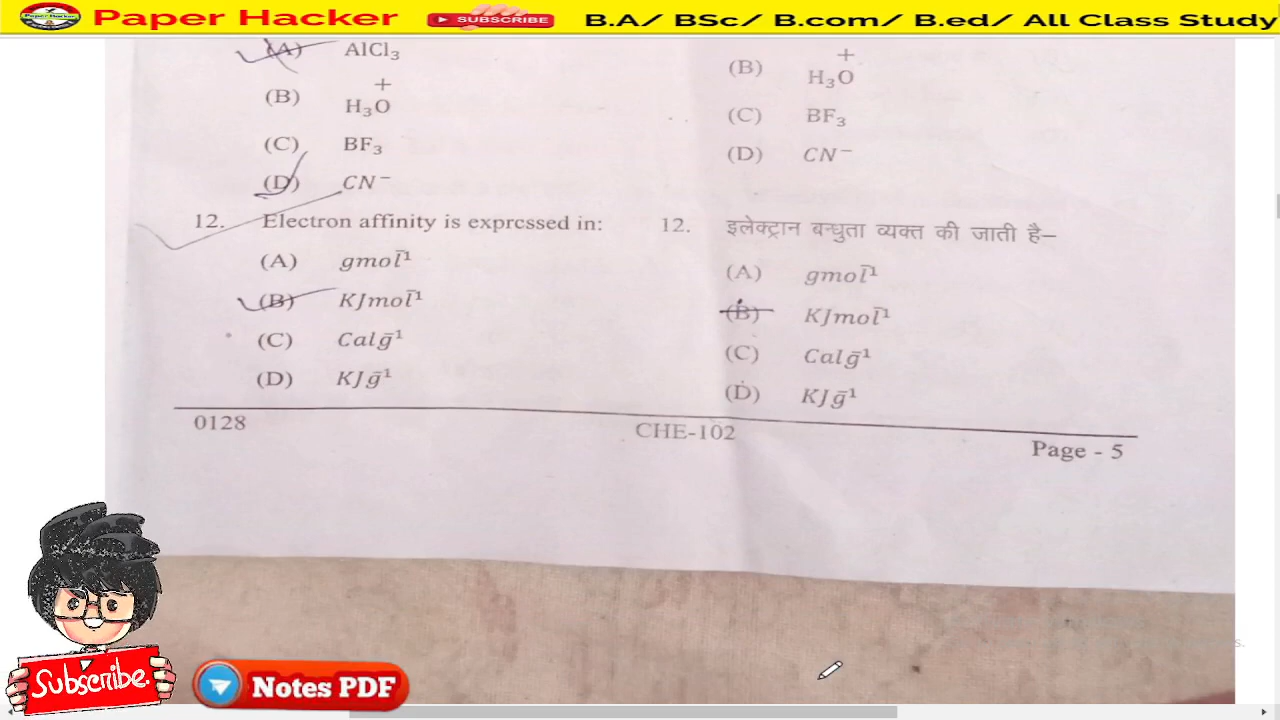 Paper Hacker
SUBSCRIBE
B.A/ BSc/ B.com/ B.ed/ All Class Study
(A) AlCl₃
(B) H₃O⁺
(C) BF₃
(D) CN⁻
12. Electron affinity is expressed in:
(A) gmol⁻¹
(B) KJmol⁻¹
(C) Calg⁻¹
(D) KJg⁻¹
(B) H₃O⁺
(C) BF₃
(D) CN⁻
12. इलेक्ट्रान बन्धुता व्यक्त की जाती है–
(A) gmol⁻¹
(B) KJmol⁻¹
(C) Calg⁻¹
(D) KJg⁻¹
0128
CHE-102
Page - 5
Subscribe.
Notes PDF